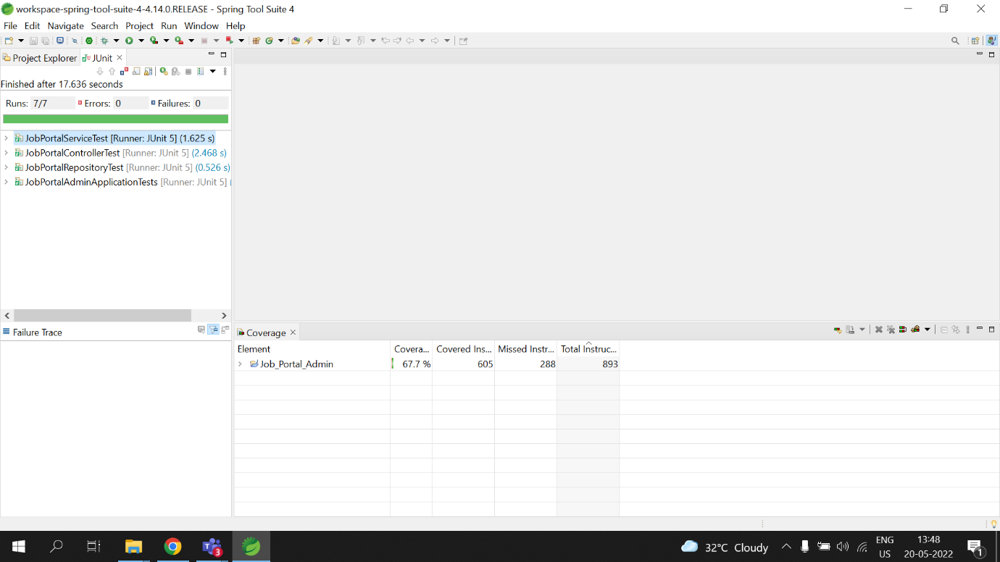 workspace-spring-tool-suite-4-4.14.0.RELEASE - Spring Tool Suite 4
File Edit Navigate Search Project Run Window Help
Project Explorer JUnit
Finished after 17.636 seconds
Runs: 7/7 Errors: 0 Failures: 0
JobPortalServiceTest [Runner: JUnit 5] (1.625 s)
JobPortalControllerTest [Runner: JUnit 5] (2.468 s)
JobPortalRepositoryTest [Runner: JUnit 5] (0.526 s)
JobPortalAdminApplicationTests [Runner: JUnit 5] (
Failure Trace
Coverage
Element Covera... Covered Ins... Missed Instr... Total Instruc...
Job_Portal_Admin 67.7 % 605 288 893
3
32°C Cloudy
ENG
US
13:48
20-05-2022
1